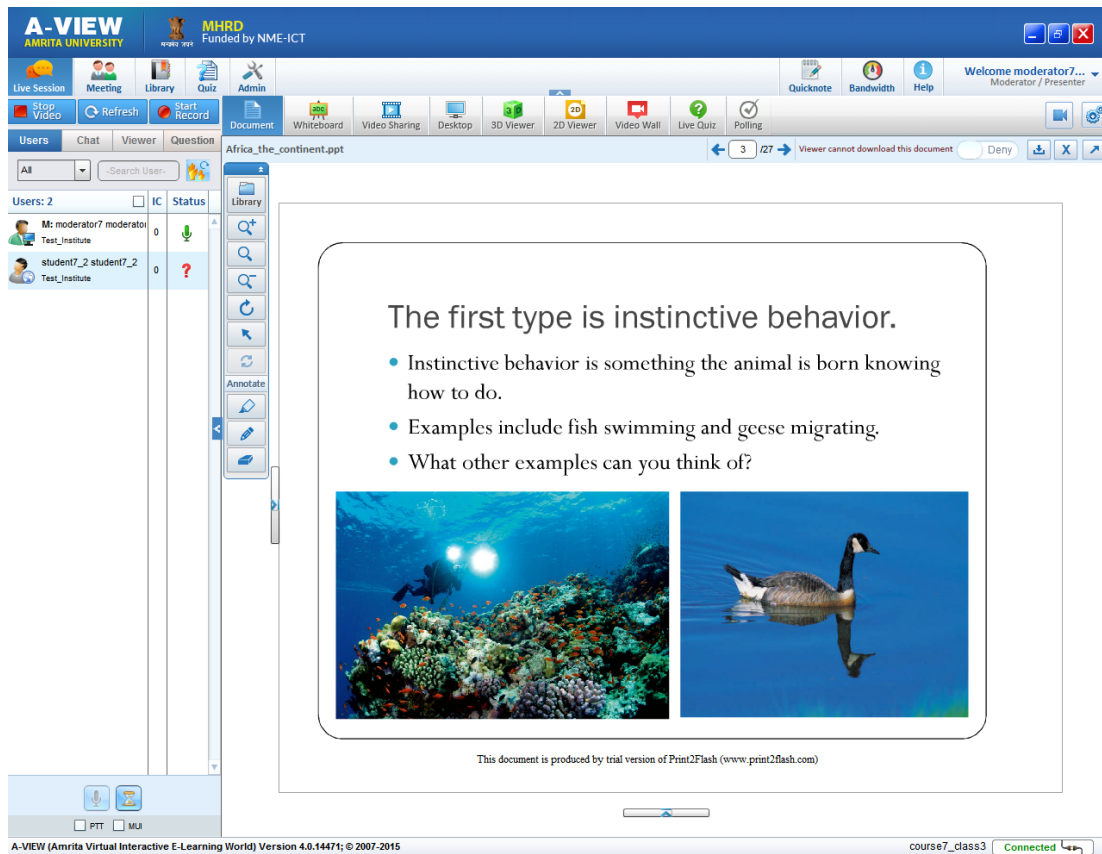 A-VIEW
AMRITA UNIVERSITY
सत्यमेव जयते
MHRD
Funded by NME-ICT
Live Session
Meeting
Library
Quiz
Admin
Quicknote
Bandwidth
Help
Welcome moderator7...
Moderator / Presenter
Stop Video
Refresh
Start Record
Document
abc
Whiteboard
Video Sharing
Desktop
3D
3D Viewer
2D
2D Viewer
Video Wall
Live Quiz
Polling
Users
Chat
Viewer
Question
Africa_the_continent.ppt
3 /27
Viewer cannot download this document
Deny
X
All
-Search User-
Users: 2
IC
Status
M: moderator7 moderator
Test_Institute
0
student7_2 student7_2
Test_Institute
0
?
Library
Annotate
The first type is instinctive behavior.
• Instinctive behavior is something the animal is born knowing
how to do.
• Examples include fish swimming and geese migrating.
• What other examples can you think of?
This document is produced by trial version of Print2Flash (www.print2flash.com)
PTT
MUI
A-VIEW (Amrita Virtual Interactive E-Learning World) Version 4.0.14471; © 2007-2015
course7_class3
Connected